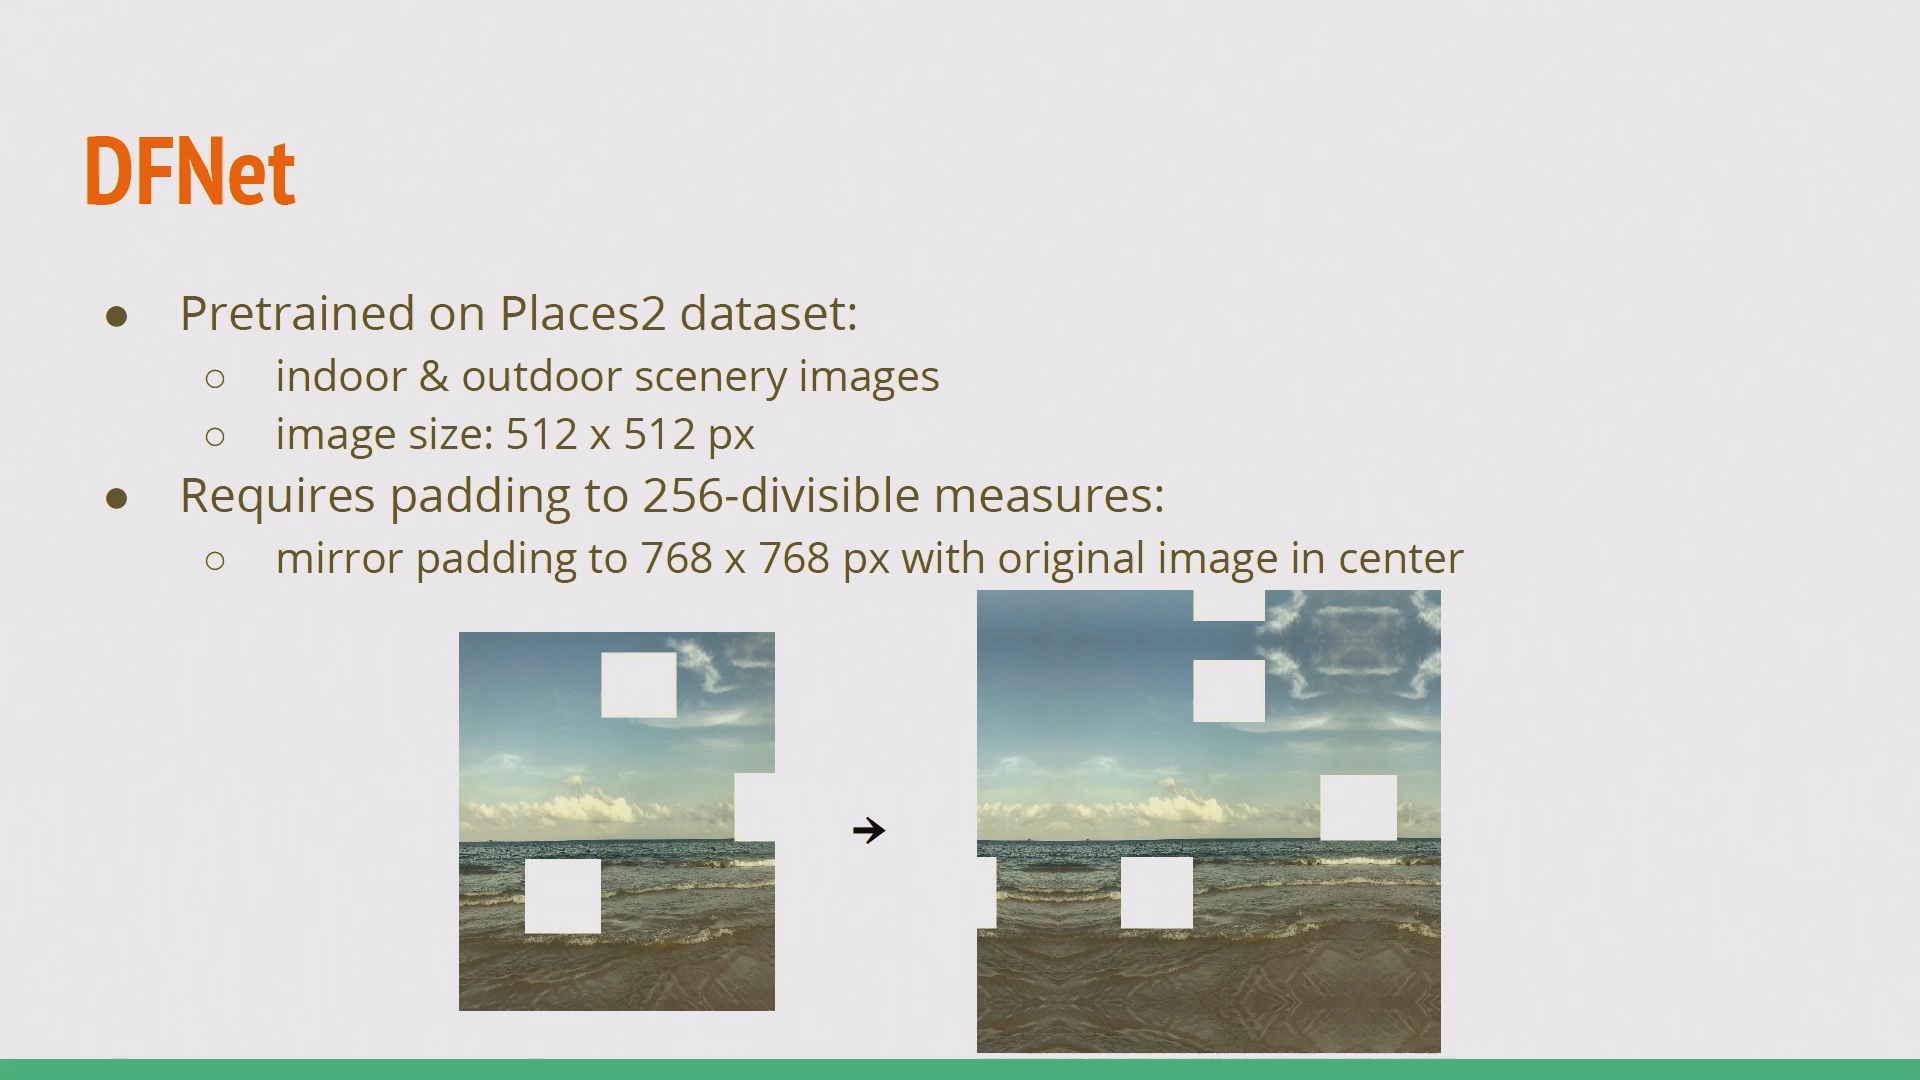 DFNet
● Pretrained on Places2 dataset:
○ indoor & outdoor scenery images
○ image size: 512 x 512 px
● Requires padding to 256-divisible measures:
○ mirror padding to 768 x 768 px with original image in center